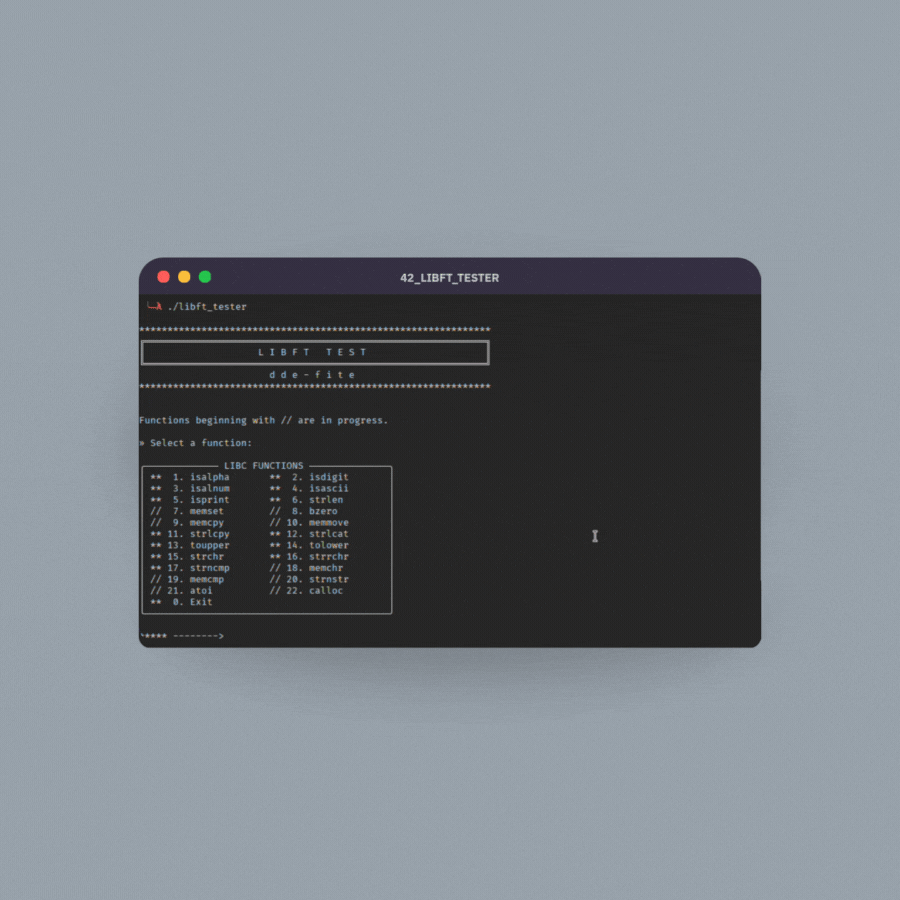 42_LIBFT_TESTER
╰─λ ./libft_tester
**************************************************************
L I B F T   T E S T
d d e - f i t e
**************************************************************
Functions beginning with // are in progress.
» Select a function:
LIBC FUNCTIONS
**  1. isalpha       **  2. isdigit
**  3. isalnum       **  4. isascii
**  5. isprint       **  6. strlen
//  7. memset        //  8. bzero
//  9. memcpy        // 10. memmove
** 11. strlcpy       ** 12. strlcat
** 13. toupper       ** 14. tolower
** 15. strchr        ** 16. strrchr
** 17. strncmp       // 18. memchr
// 19. memcmp        // 20. strnstr
// 21. atoi          // 22. calloc
**  0. Exit
**** -------->